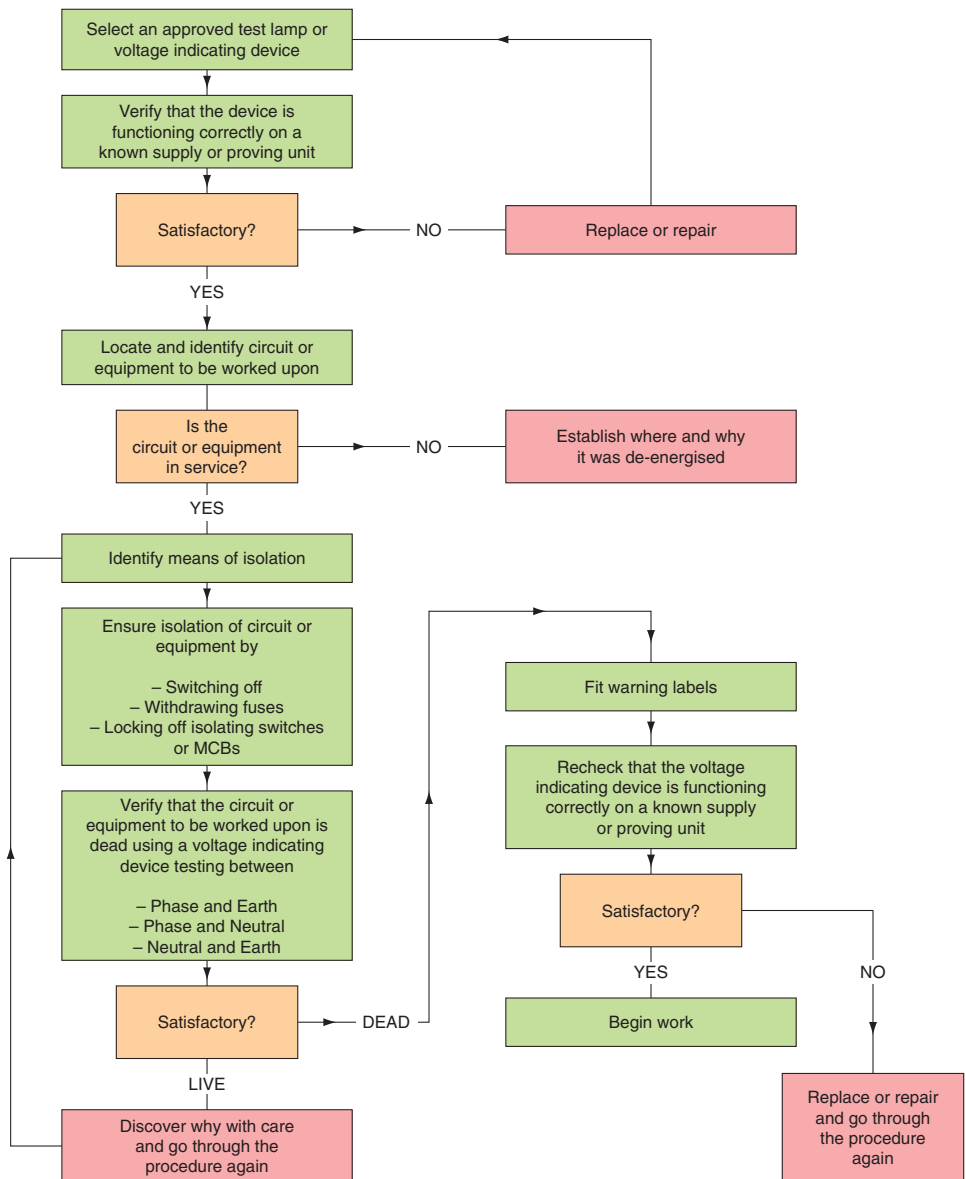 Select an approved test lamp or
voltage indicating device
Verify that the device is
functioning correctly on a
known supply or proving unit
Satisfactory?
NO
Replace or repair
YES
Locate and identify circuit or
equipment to be worked upon
Is the
circuit or equipment
in service?
NO
Establish where and why
it was de-energised
YES
Identify means of isolation
Ensure isolation of circuit or
equipment by
– Switching off
– Withdrawing fuses
– Locking off isolating switches
or MCBs
Verify that the circuit or
equipment to be worked upon is
dead using a voltage indicating
device testing between
– Phase and Earth
– Phase and Neutral
– Neutral and Earth
Satisfactory?
DEAD
LIVE
Discover why with care
and go through the
procedure again
Fit warning labels
Recheck that the voltage
indicating device is functioning
correctly on a known supply
or proving unit
Satisfactory?
YES
NO
Begin work
Replace or repair
and go through
the procedure
again